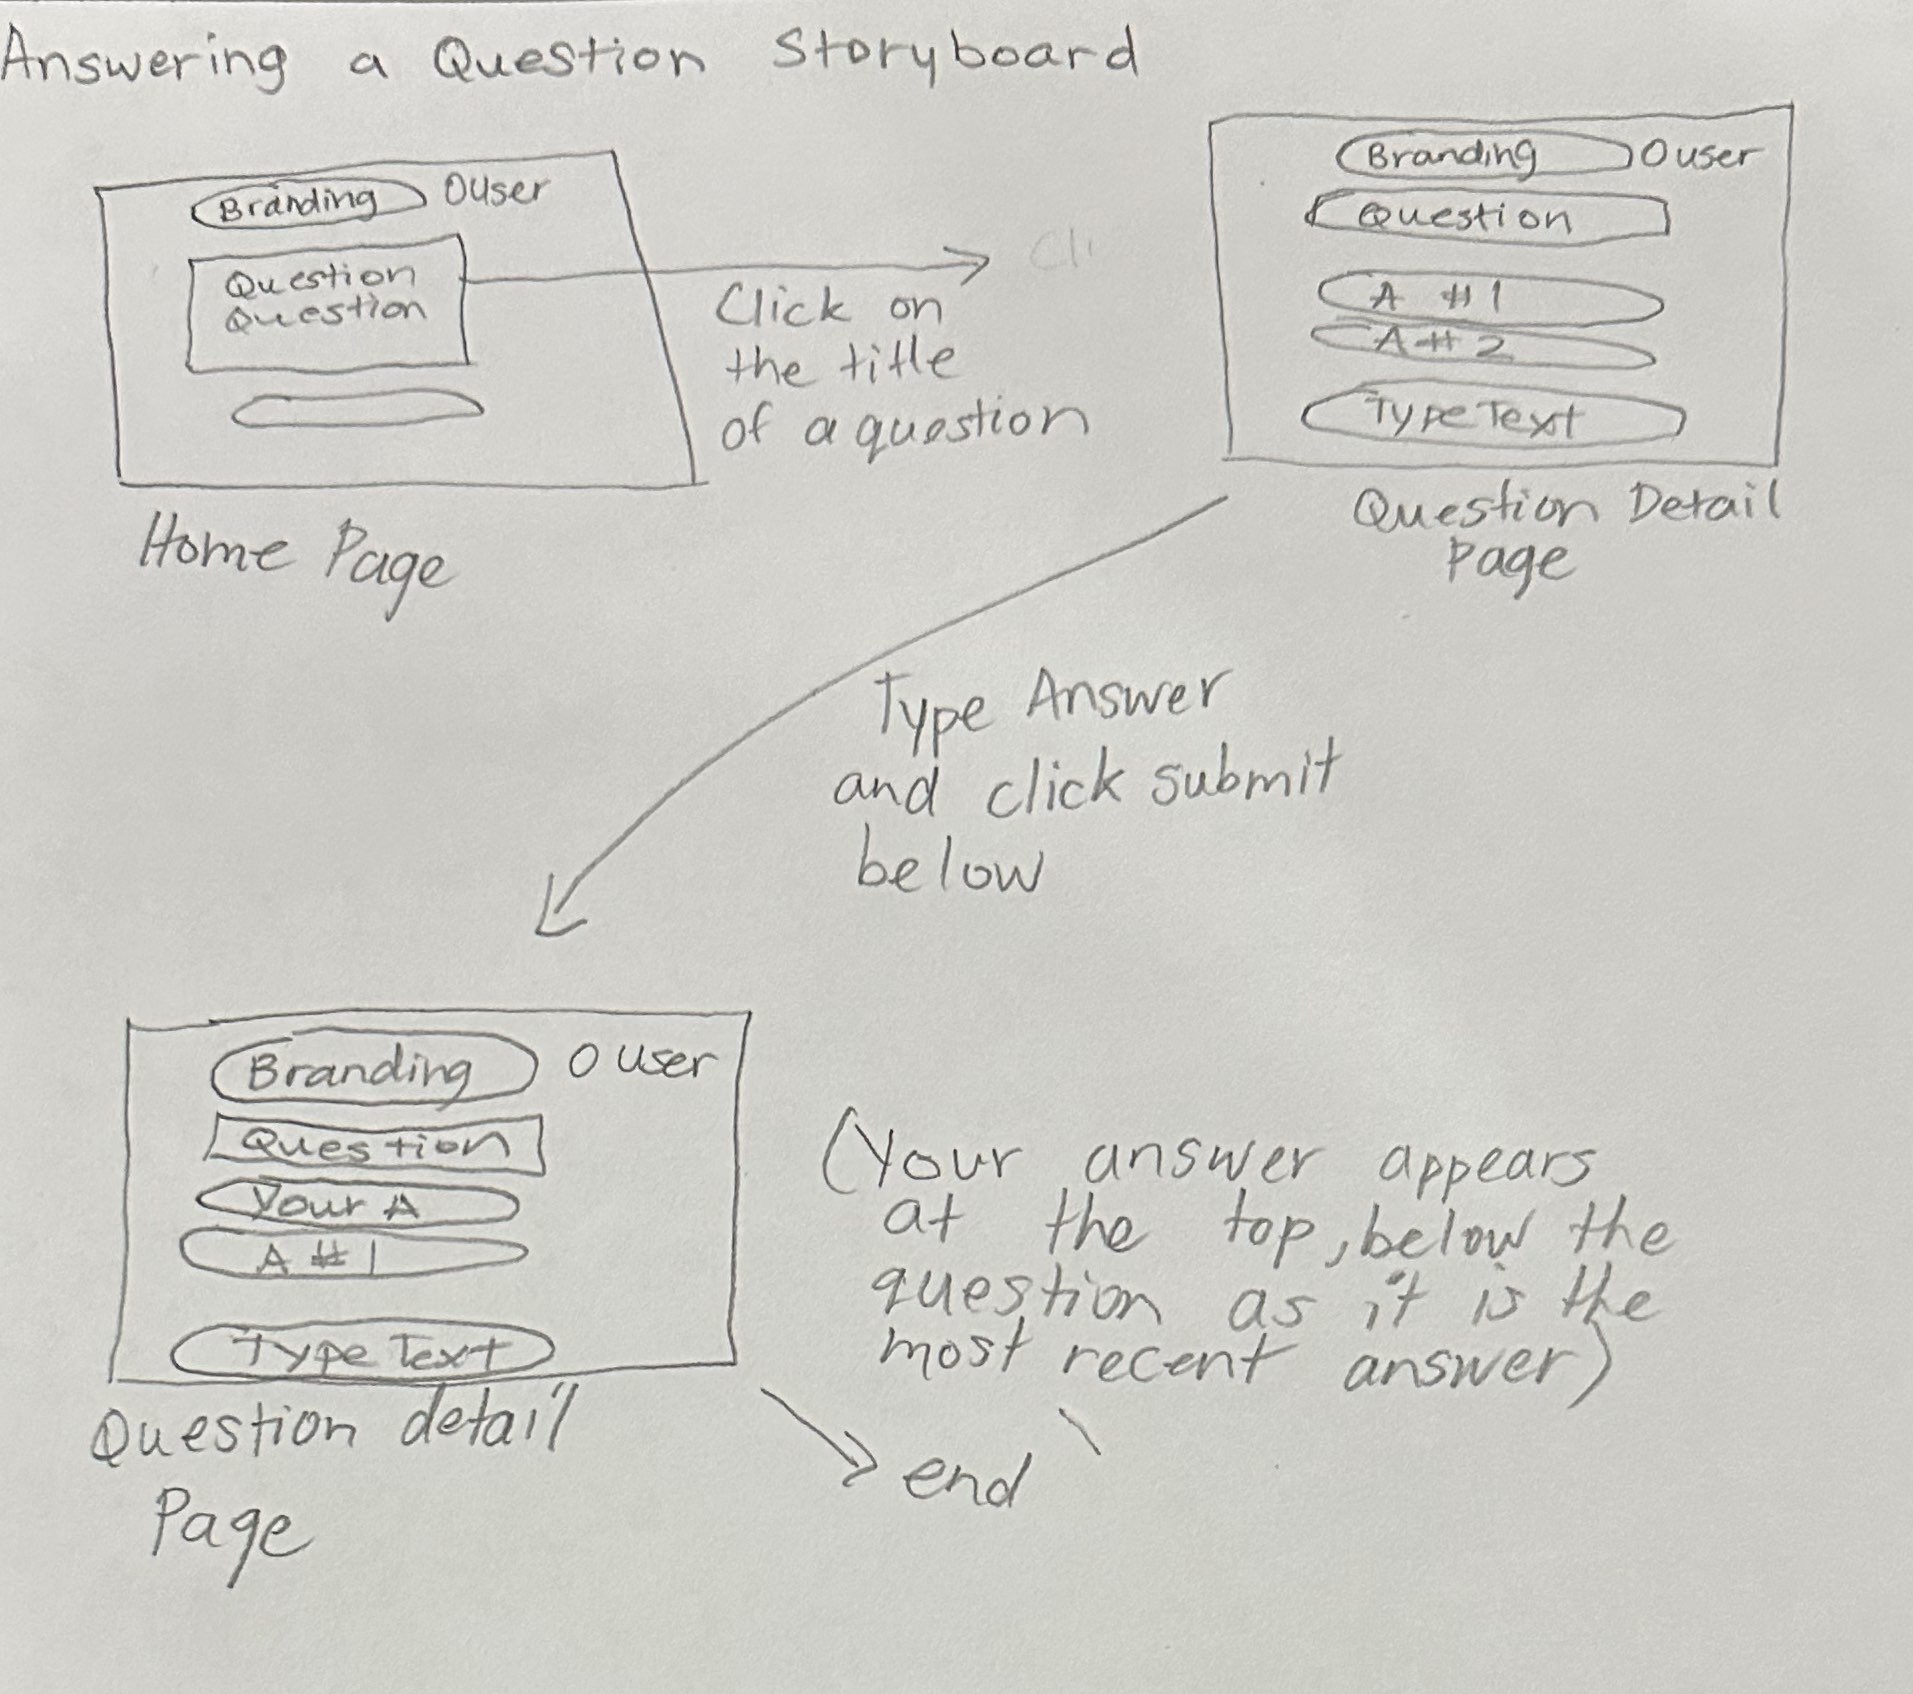 Answering a Question Storyboard
Branding O User
Question
Question
Home Page
Click on
the title
of a question
Cli
Branding O user
Question
A #1
A #2
Type Text
Question Detail
Page
Type Answer
and click submit
below
Branding O user
Question
Your A
A #1
Type Text
Question detail
Page
(Your answer appears
at the top, below the
question as it is the
most recent answer)
end